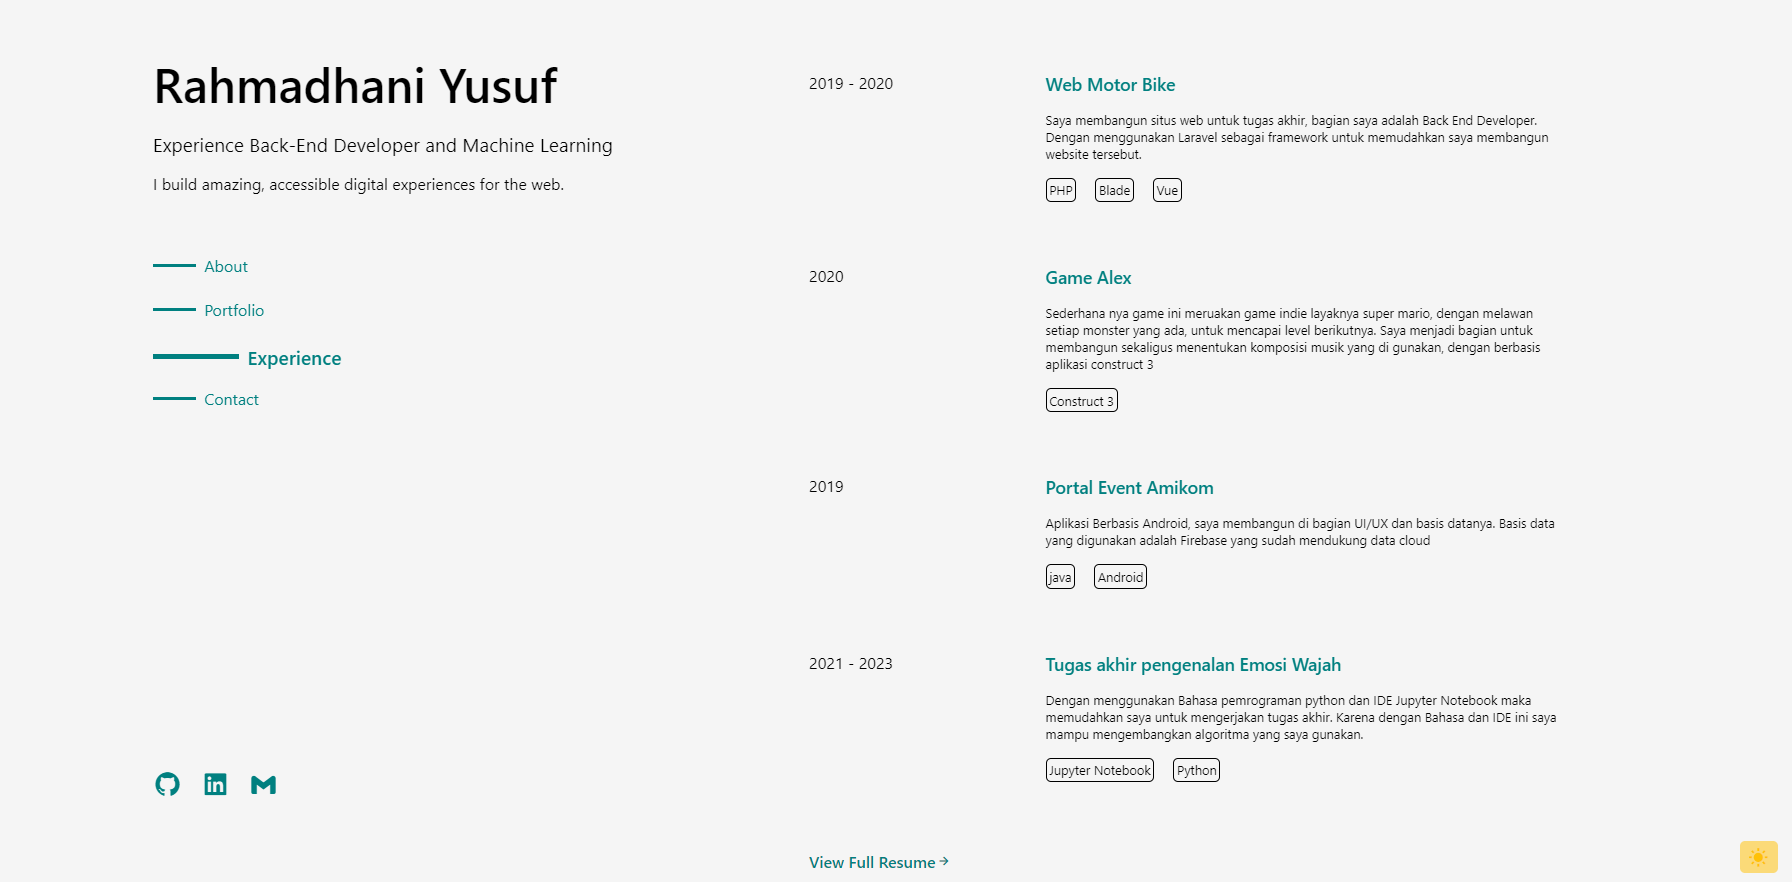 Rahmadhani Yusuf
Experience Back-End Developer and Machine Learning
I build amazing, accessible digital experiences for the web.
About
Portfolio
Experience
Contact
2019 - 2020
Web Motor Bike
Saya membangun situs web untuk tugas akhir, bagian saya adalah Back End Developer.
Dengan menggunakan Laravel sebagai framework untuk memudahkan saya membangun
website tersebut.
PHP Blade Vue
2020
Game Alex
Sederhana nya game ini meruakan game indie layaknya super mario, dengan melawan
setiap monster yang ada, untuk mencapai level berikutnya. Saya menjadi bagian untuk
membangun sekaligus menentukan komposisi musik yang di gunakan, dengan berbasis
aplikasi construct 3
Construct 3
2019
Portal Event Amikom
Aplikasi Berbasis Android, saya membangun di bagian UI/UX dan basis datanya. Basis data
yang digunakan adalah Firebase yang sudah mendukung data cloud
java Android
2021 - 2023
Tugas akhir pengenalan Emosi Wajah
Dengan menggunakan Bahasa pemrograman python dan IDE Jupyter Notebook maka
memudahkan saya untuk mengerjakan tugas akhir. Karena dengan Bahasa dan IDE ini saya
mampu mengembangkan algoritma yang saya gunakan.
Jupyter Notebook Python
View Full Resume